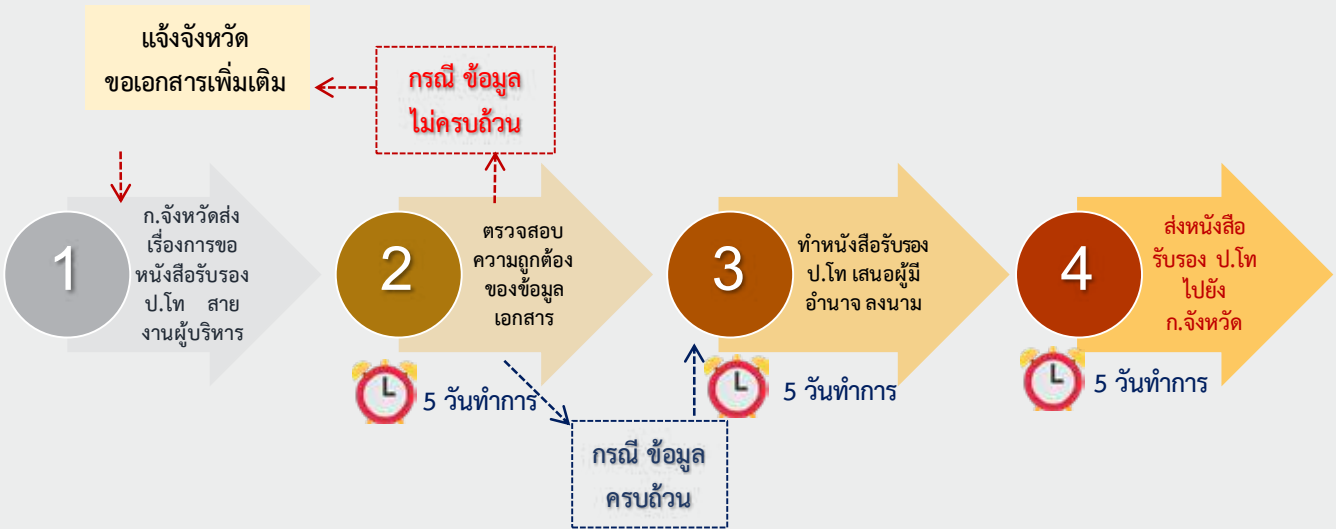 แจ้งจังหวัด
ขอเอกสารเพิ่มเติม
กรณี ข้อมูล
ไม่ครบถ้วน
1
ก.จังหวัดส่ง
เรื่องการขอ
หนังสือรับรอง
ป.โท สาย
งานผู้บริหาร
2
ตรวจสอบ
ความถูกต้อง
ของข้อมูล
เอกสาร
5 วันทำการ
กรณี ข้อมูล
ครบถ้วน
3
ทำหนังสือรับรอง
ป.โท เสนอผู้มี
อำนาจ ลงนาม
5 วันทำการ
4
ส่งหนังสือ
รับรอง ป.โท
ไปยัง
ก.จังหวัด
5 วันทำการ